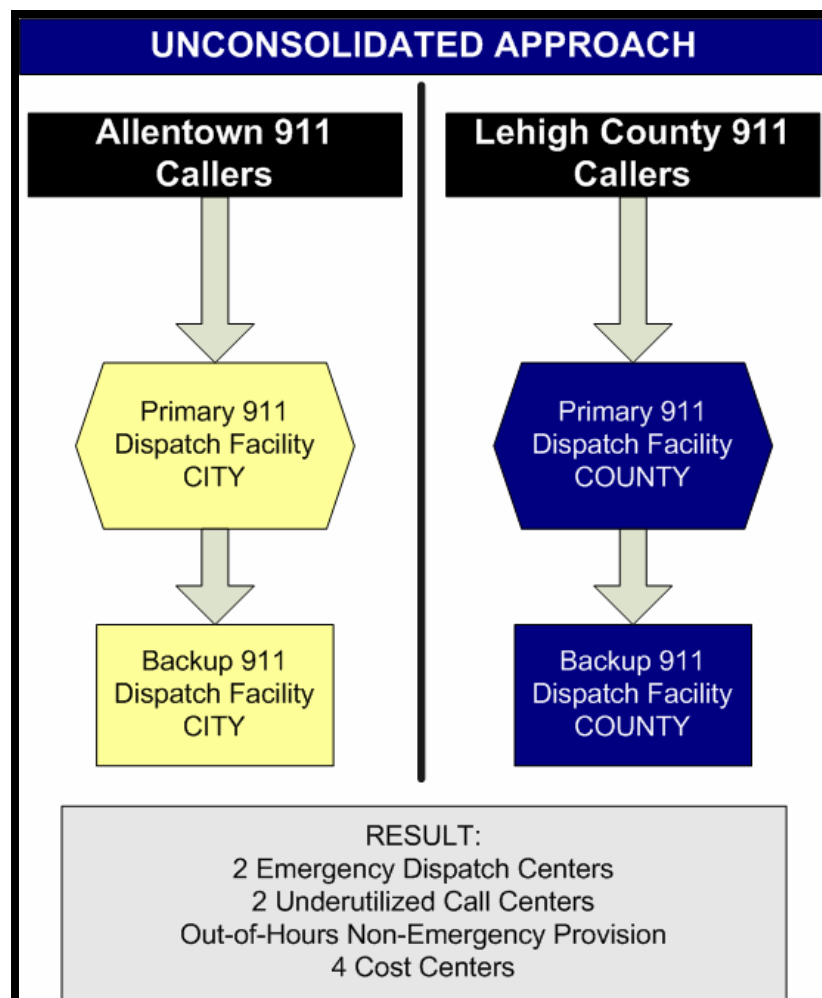 UNCONSOLIDATED APPROACH
Allentown 911
Callers
Lehigh County 911
Callers
Primary 911
Dispatch Facility
CITY
Primary 911
Dispatch Facility
COUNTY
Backup 911
Dispatch Facility
CITY
Backup 911
Dispatch Facility
COUNTY
RESULT:
2 Emergency Dispatch Centers
2 Underutilized Call Centers
Out-of-Hours Non-Emergency Provision
4 Cost Centers